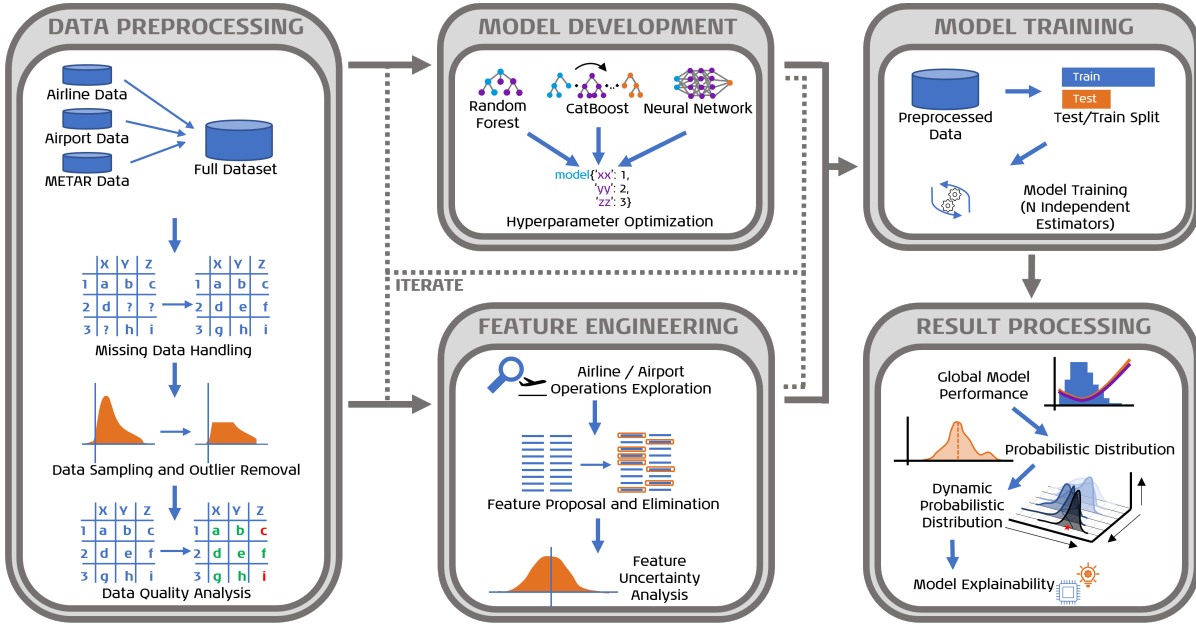 DATA PREPROCESSING
Airline Data
Airport Data
METAR Data
Full Dataset
X Y Z
1 a b c
2 d ? ?
3 ? h i
X Y Z
1 a b c
2 d e f
3 g h i
Missing Data Handling
Data Sampling and Outlier Removal
X Y Z
1 a b c
2 d e f
3 g h i
X Y Z
1 a b c
2 d e f
3 g h i
Data Quality Analysis
MODEL DEVELOPMENT
Random
Forest
CatBoost
Neural Network
model{'xx': 1,
'yy': 2,
'zz': 3}
Hyperparameter Optimization
ITERATE
FEATURE ENGINEERING
Airline / Airport
Operations Exploration
Feature Proposal and Elimination
Feature
Uncertainty
Analysis
MODEL TRAINING
Preprocessed
Data
Train
Test
Test/Train Split
Model Training
(N Independent
Estimators)
RESULT PROCESSING
Global Model
Performance
Probabilistic Distribution
Dynamic
Probabilistic
Distribution
Model Explainability